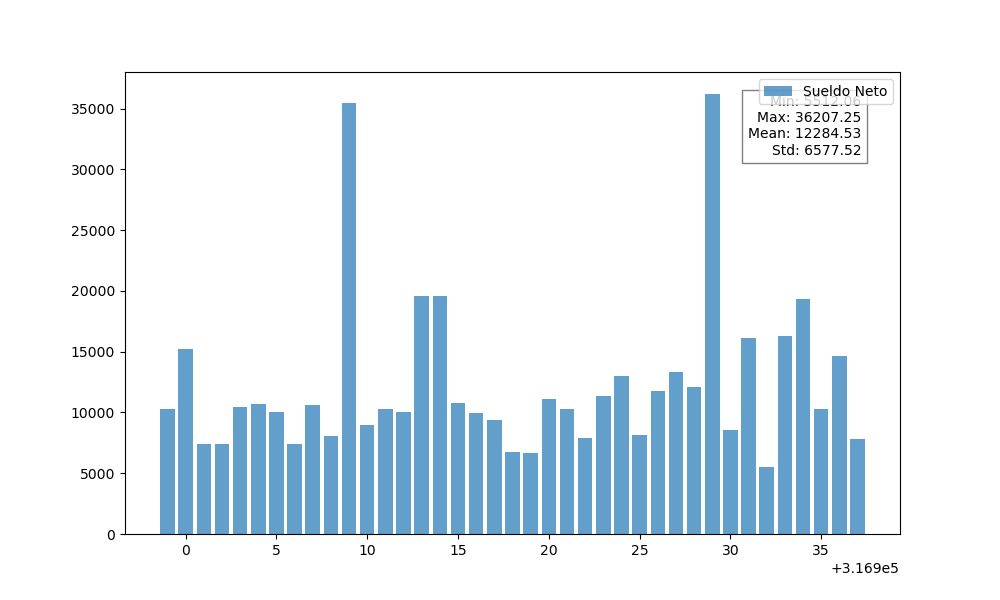 Sueldo Neto
Min: 5512.06
Max: 36207.25
Mean: 12284.53
Std: 6577.52
35000
30000
25000
20000
15000
10000
5000
0
0 5 10 15 20 25 30 35
+3.169e5